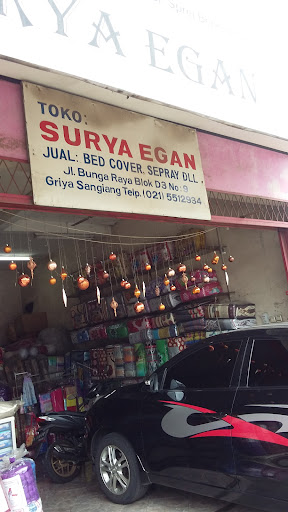 AYA EGAN
TOKO:
SURYA EGAN
JUAL: BED COVER. SEPRAY DLL.
Jl. Bunga Raya Blok D3 No: 9
Griya Sangiang Telp. (021) 5512934